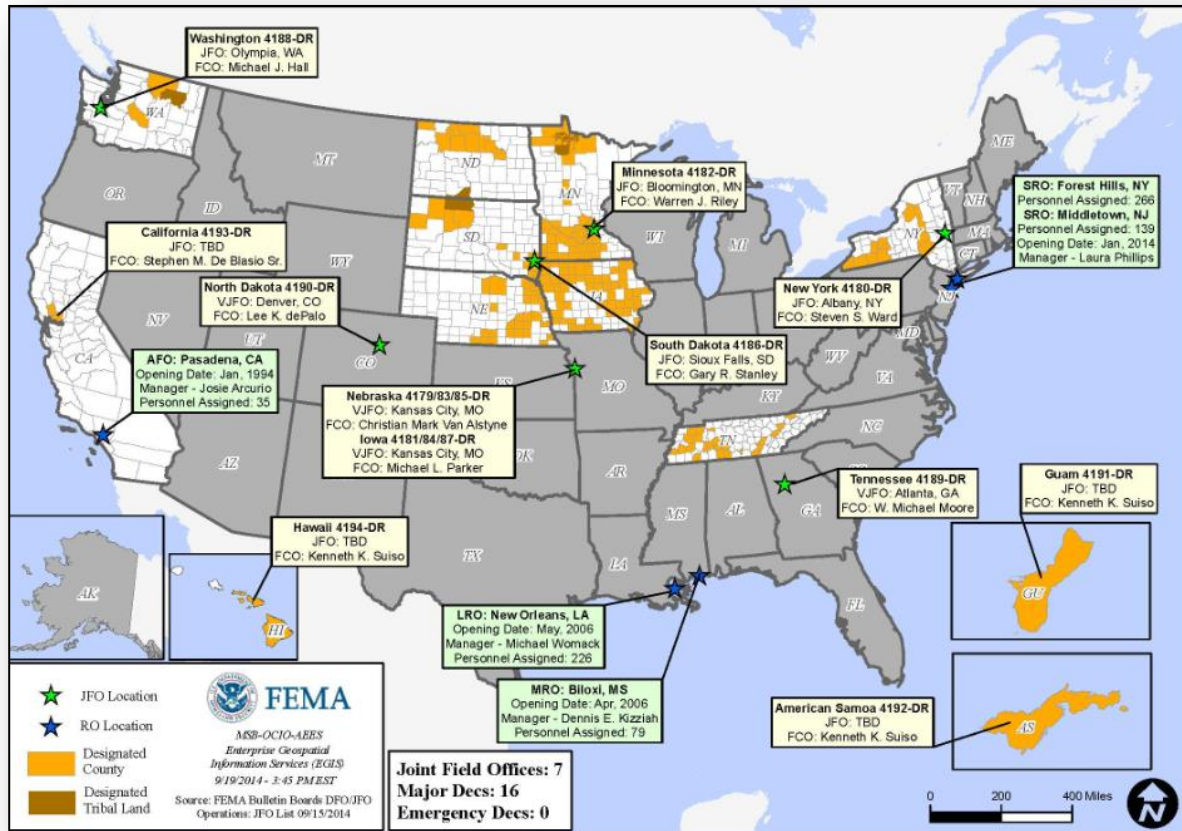 Washington 4188-DR
JFO: Olympia, WA
FCO: Michael J. Hall
WA
MT
ND
MN
OR
ID
SD
WY
WI
MI
ME
VT
NH
NY
MA
CT
Minnesota 4182-DR
JFO: Bloomington, MN
FCO: Warren J. Riley
SRO: Forest Hills, NY
Personnel Assigned: 266
SRO: Middletown, NJ
Personnel Assigned: 139
Opening Date: Jan, 2014
Manager - Laura Phillips
California 4193-DR
JFO: TBD
FCO: Stephen M. De Blasio Sr.
North Dakota 4190-DR
VJFO: Denver, CO
FCO: Lee K. dePalo
New York 4180-DR
JFO: Albany, NY
FCO: Steven S. Ward
NJ
MD
NE
IA
NV
UT
CO
CA
South Dakota 4186-DR
JFO: Sioux Falls, SD
FCO: Gary R. Stanley
WV
VA
AFO: Pasadena, CA
Opening Date: Jan, 1994
Manager - Josie Arcurio
Personnel Assigned: 35
Nebraska 4179/83/85-DR
VJFO: Kansas City, MO
FCO: Christian Mark Van Alstyne
Iowa 4181/84/87-DR
VJFO: Kansas City, MO
FCO: Michael L. Parker
KS
MO
KY
NC
TN
AZ
OK
AR
Tennessee 4189-DR
VJFO: Atlanta, GA
FCO: W. Michael Moore
MS
AL
GA
Guam 4191-DR
JFO: TBD
FCO: Kenneth K. Suiso
GU
Hawaii 4194-DR
JFO: TBD
FCO: Kenneth K. Suiso
TX
LA
FL
AK
HI
LRO: New Orleans, LA
Opening Date: May, 2006
Manager - Michael Womack
Personnel Assigned: 226
MRO: Biloxi, MS
Opening Date: Apr, 2006
Manager - Dennis E. Kizziah
Personnel Assigned: 79
American Samoa 4192-DR
JFO: TBD
FCO: Kenneth K. Suiso
AS
JFO Location
RO Location
Designated
County
Designated
Tribal Land
FEMA
MSB-OCIO-AEES
Enterprise Geospatial
Information Services (EGIS)
9/19/2014 - 3:45 PM EST
Source: FEMA Bulletin Boards DFO/JFO
Operations: JFO List 09/15/2014
Joint Field Offices: 7
Major Decs: 16
Emergency Decs: 0
0 200 400 Miles
N